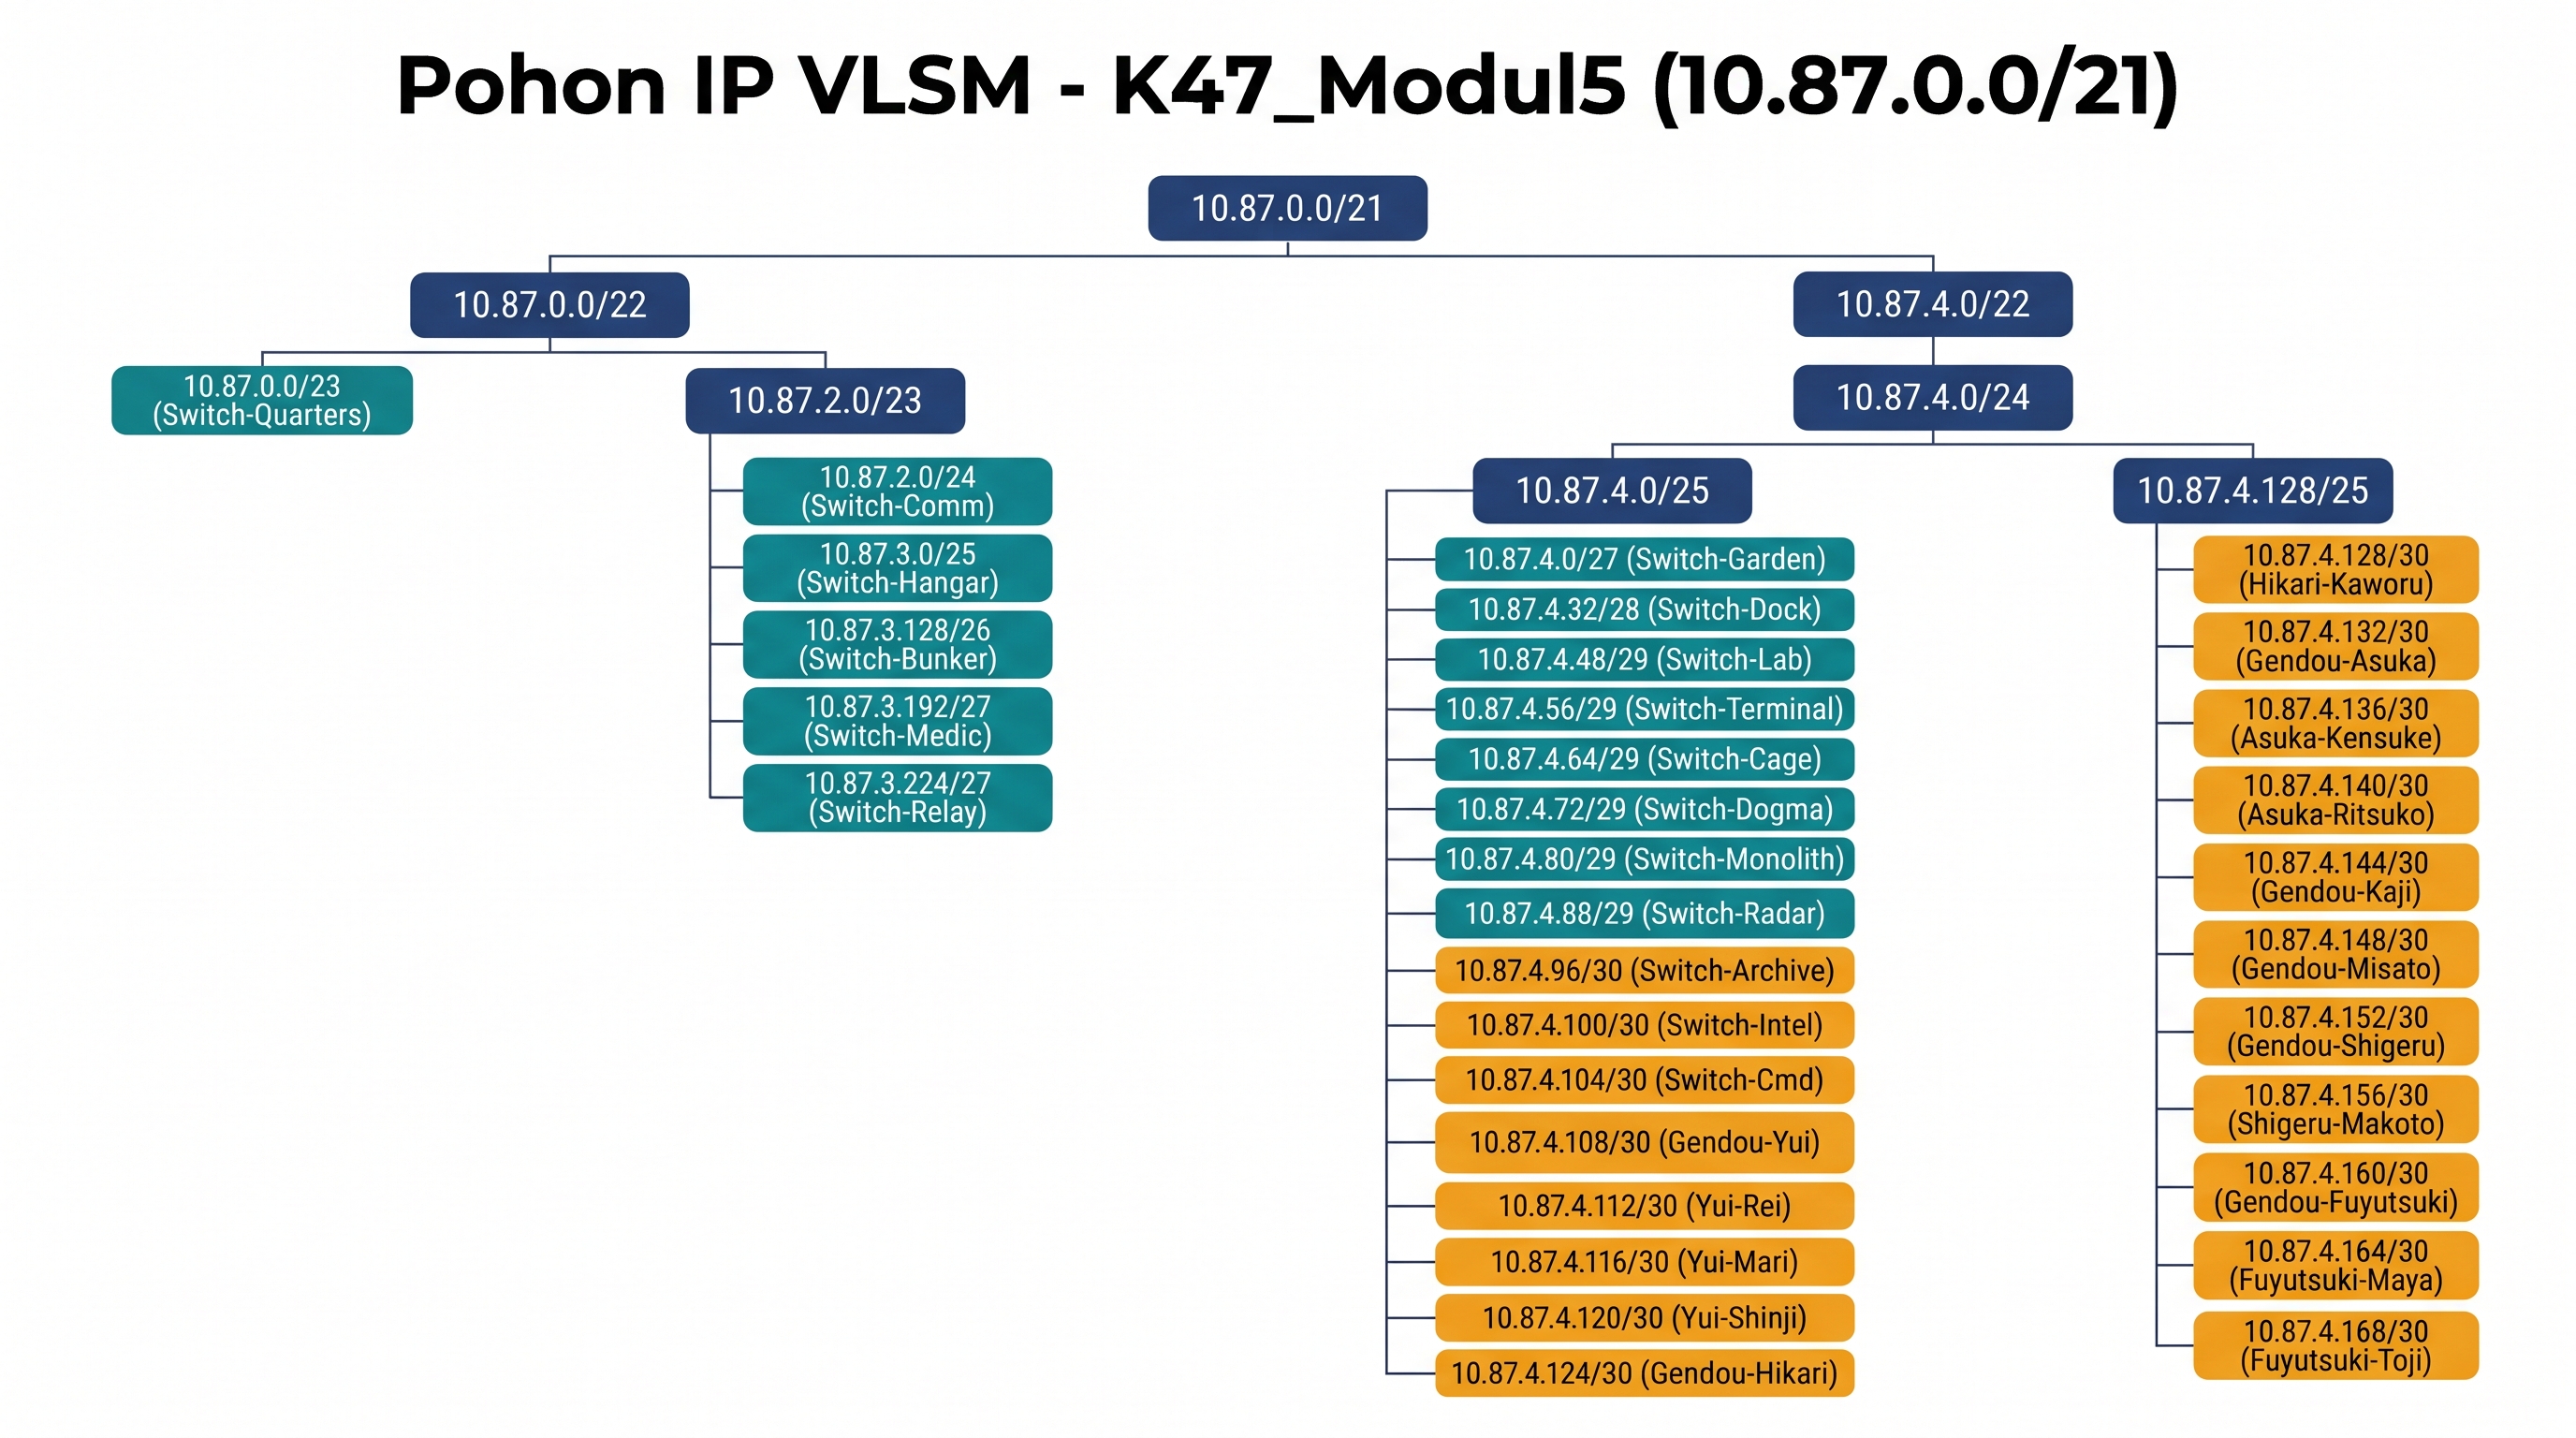 Pohon IP VLSM - K47_Modul5 (10.87.0.0/21)
10.87.0.0/21
10.87.0.0/22
10.87.4.0/22
10.87.0.0/23
(Switch-Quarters)
10.87.2.0/23
10.87.4.0/24
10.87.2.0/24
(Switch-Comm)
10.87.3.0/25
(Switch-Hangar)
10.87.3.128/26
(Switch-Bunker)
10.87.3.192/27
(Switch-Medic)
10.87.3.224/27
(Switch-Relay)
10.87.4.0/25
10.87.4.0/27 (Switch-Garden)
10.87.4.32/28 (Switch-Dock)
10.87.4.48/29 (Switch-Lab)
10.87.4.56/29 (Switch-Terminal)
10.87.4.64/29 (Switch-Cage)
10.87.4.72/29 (Switch-Dogma)
10.87.4.80/29 (Switch-Monolith)
10.87.4.88/29 (Switch-Radar)
10.87.4.96/30 (Switch-Archive)
10.87.4.100/30 (Switch-Intel)
10.87.4.104/30 (Switch-Cmd)
10.87.4.108/30 (Gendou-Yui)
10.87.4.112/30 (Yui-Rei)
10.87.4.116/30 (Yui-Mari)
10.87.4.120/30 (Yui-Shinji)
10.87.4.124/30 (Gendou-Hikari)
10.87.4.128/25
10.87.4.128/30
(Hikari-Kaworu)
10.87.4.132/30
(Gendou-Asuka)
10.87.4.136/30
(Asuka-Kensuke)
10.87.4.140/30
(Asuka-Ritsuko)
10.87.4.144/30
(Gendou-Kaji)
10.87.4.148/30
(Gendou-Misato)
10.87.4.152/30
(Gendou-Shigeru)
10.87.4.156/30
(Shigeru-Makoto)
10.87.4.160/30
(Gendou-Fuyutsuki)
10.87.4.164/30
(Fuyutsuki-Maya)
10.87.4.168/30
(Fuyutsuki-Toji)